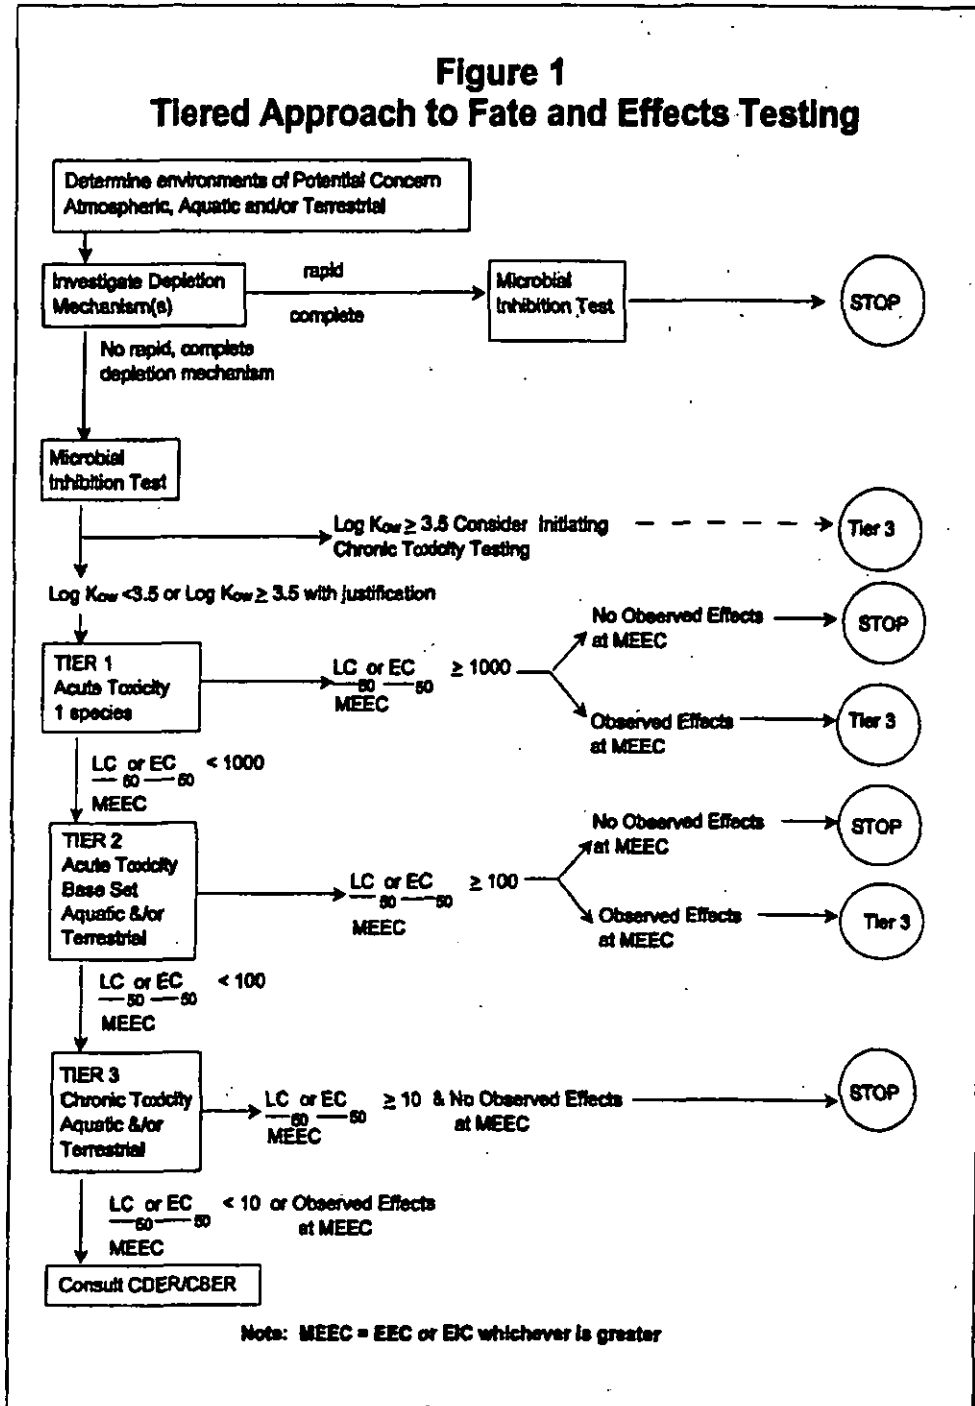 Figure 1
Tiered Approach to Fate and Effects Testing
Determine environments of Potential Concern
Atmospheric, Aquatic and/or Terrestrial
Investigate Depletion
Mechanism(s)
rapid
complete
Microbial
Inhibition Test
STOP
No rapid, complete
depletion mechanism
Microbial
Inhibition Test
Log Kow ≥ 3.5 Consider Initiating
Chronic Toxicity Testing
Tier 3
Log Kow <3.5 or Log Kow ≥ 3.5 with justification
TIER 1
Acute Toxicity
1 species
LC50 or EC50 ≥ 1000
MEEC
No Observed Effects
at MEEC
STOP
Observed Effects
at MEEC
Tier 3
LC50 or EC50 < 1000
MEEC
TIER 2
Acute Toxicity
Base Set
Aquatic &/or
Terrestrial
LC50 or EC50 ≥ 100
MEEC
No Observed Effects
at MEEC
STOP
Observed Effects
at MEEC
Tier 3
LC50 or EC50 < 100
MEEC
TIER 3
Chronic Toxicity
Aquatic &/or
Terrestrial
LC50 or EC50 ≥ 10 & No Observed Effects
MEEC at MEEC
STOP
LC50 or EC50 < 10 or Observed Effects
at MEEC
MEEC
Consult CDER/CBER
Note: MEEC = EEC or EIC whichever is greater